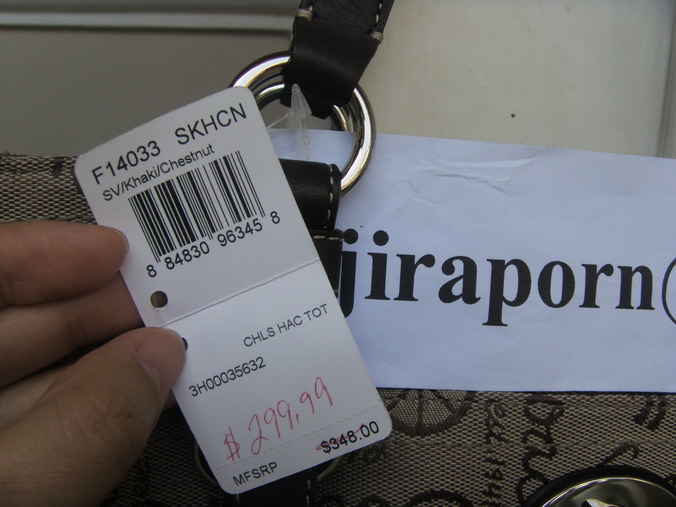 F14033 SKHCN
SV/Khaki/Chestnut
8 84830 96345 8
CHLS HAC TOT
3H00035632
$299.99
$348.00
MFSRP
jiraporn